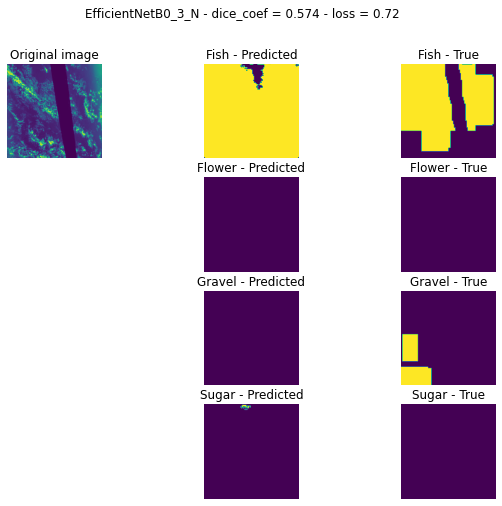 EfficientNetB0_3_N - dice_coef = 0.574 - loss = 0.72
Original image
Fish - Predicted
Fish - True
Flower - Predicted
Flower - True
Gravel - Predicted
Gravel - True
Sugar - Predicted
Sugar - True